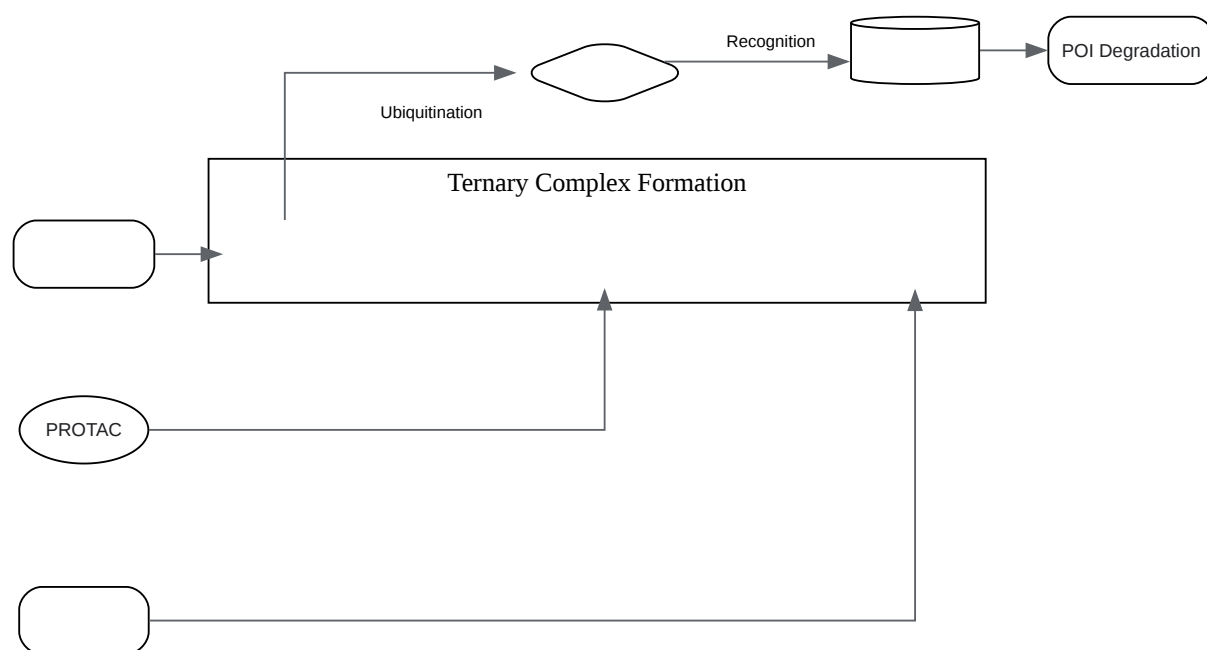 Recognition
POI Degradation
Ubiquitination
Ternary Complex Formation
PROTAC